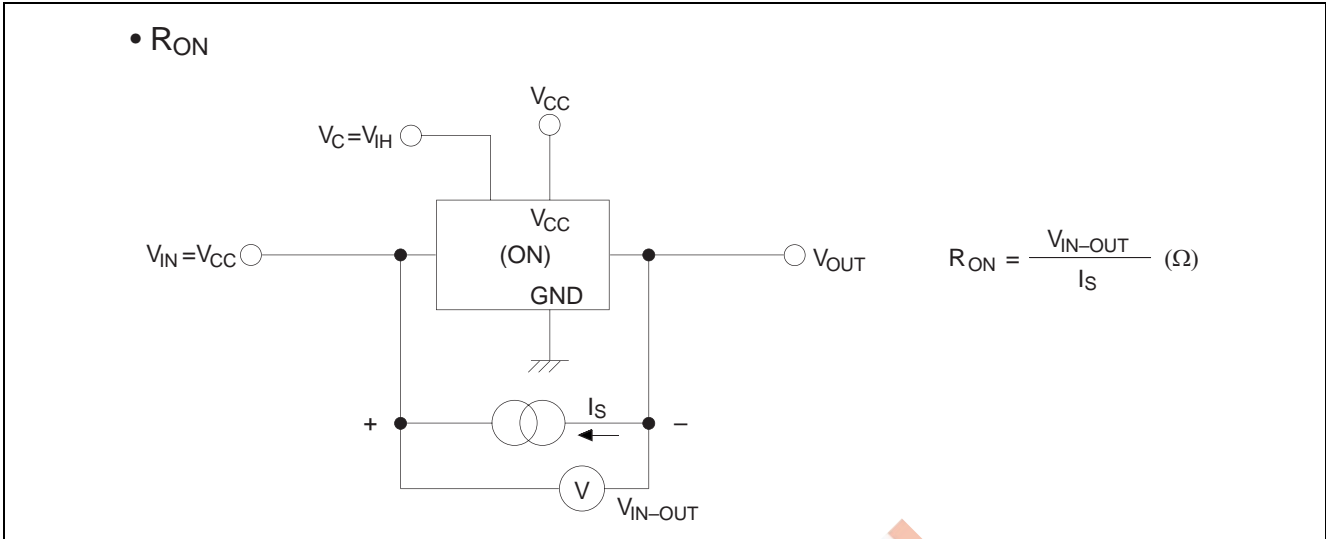 • RON
VCC
VC=VIH
VCC
VIN=VCC
(ON)
VOUT
GND
RON = VIN–OUT / IS (Ω)
+
IS
–
V
VIN–OUT